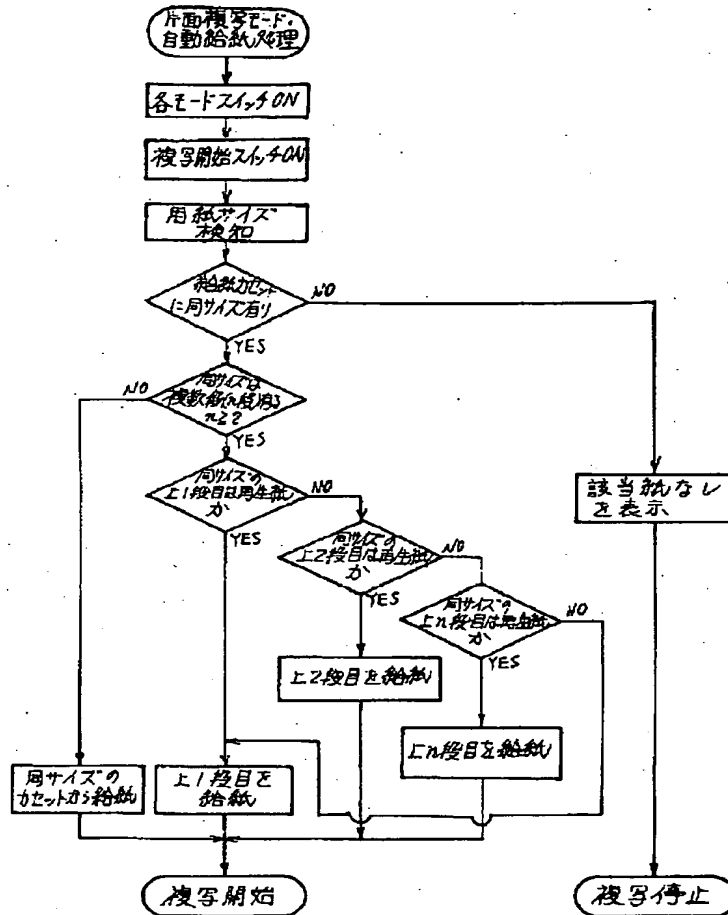 片面複写モード・
自動給紙処理
各モードスイッチON
複写開始スイッチON
用紙サイズ
検知
給紙カセット
に同サイズ有り
NO
YES
同サイズは
複数組(n段)有る
n≧2
NO
YES
同サイズの
上1段目は再生紙
か
NO
YES
同サイズの
上2段目は再生紙
か
NO
YES
同サイズの
上n段目は再生紙
か
NO
YES
該当紙なし
を表示
上2段目を給紙
上n段目を給紙
同サイズの
カセットから給紙
上1段目を
給紙
複写開始
複写停止